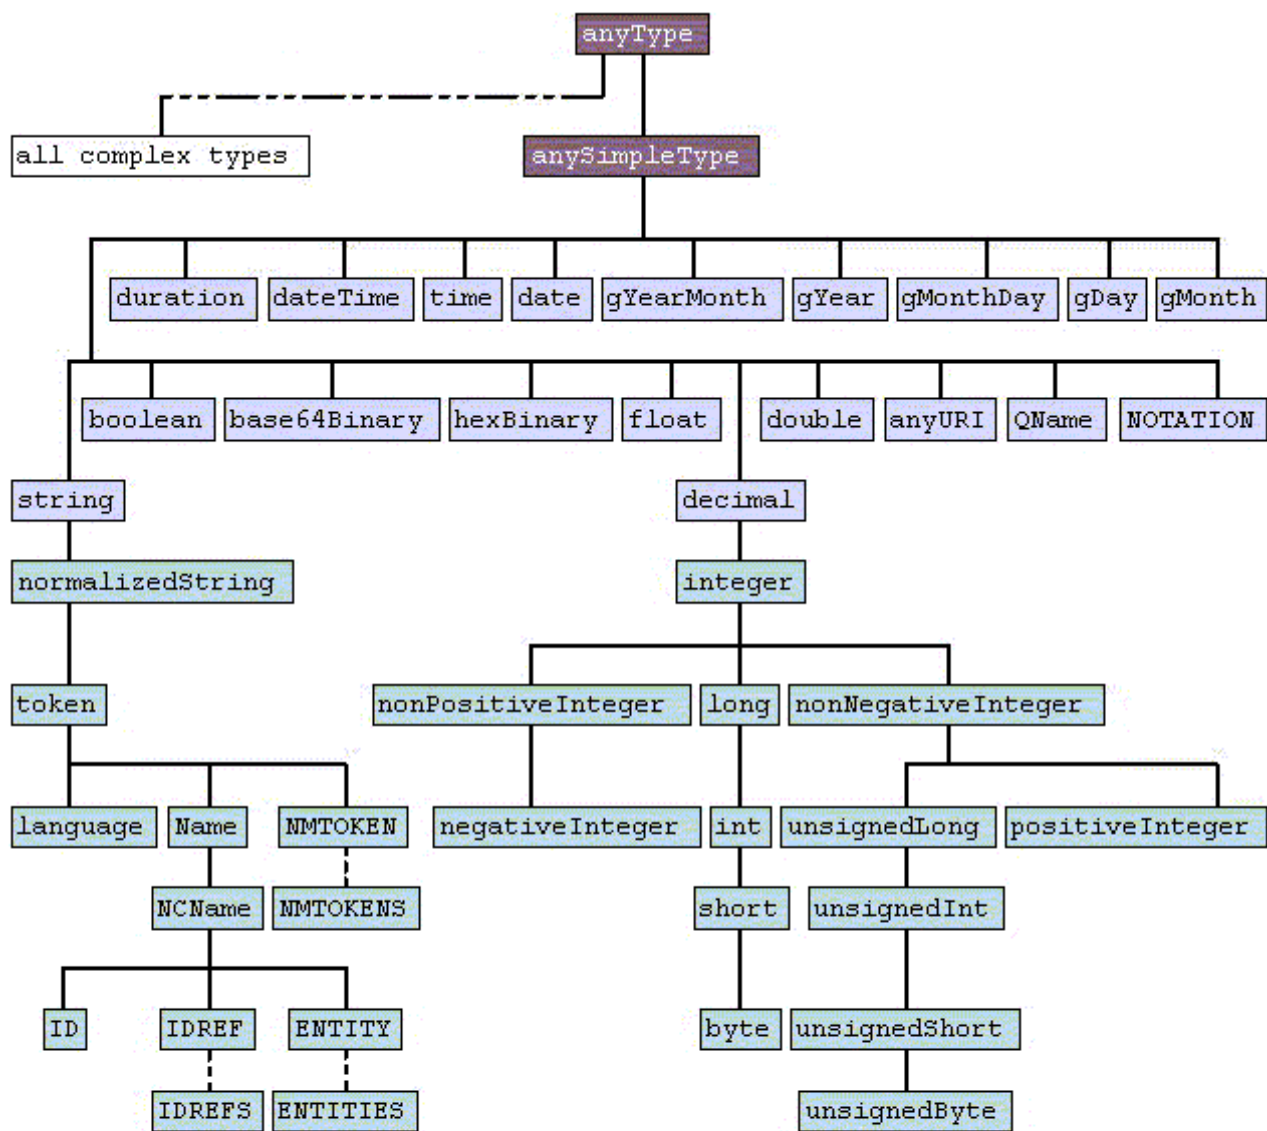 anyType
all complex types
anySimpleType
duration dateTime time date gYearMonth gYear gMonthDay gDay gMonth
boolean base64Binary hexBinary float double anyURI QName NOTATION
string decimal
normalizedString integer
token nonPositiveInteger long nonNegativeInteger
language Name NMTOKEN negativeInteger int unsignedLong positiveInteger
NCName NMTOKENS short unsignedInt
ID IDREF ENTITY byte unsignedShort
IDREFS ENTITIES unsignedByte